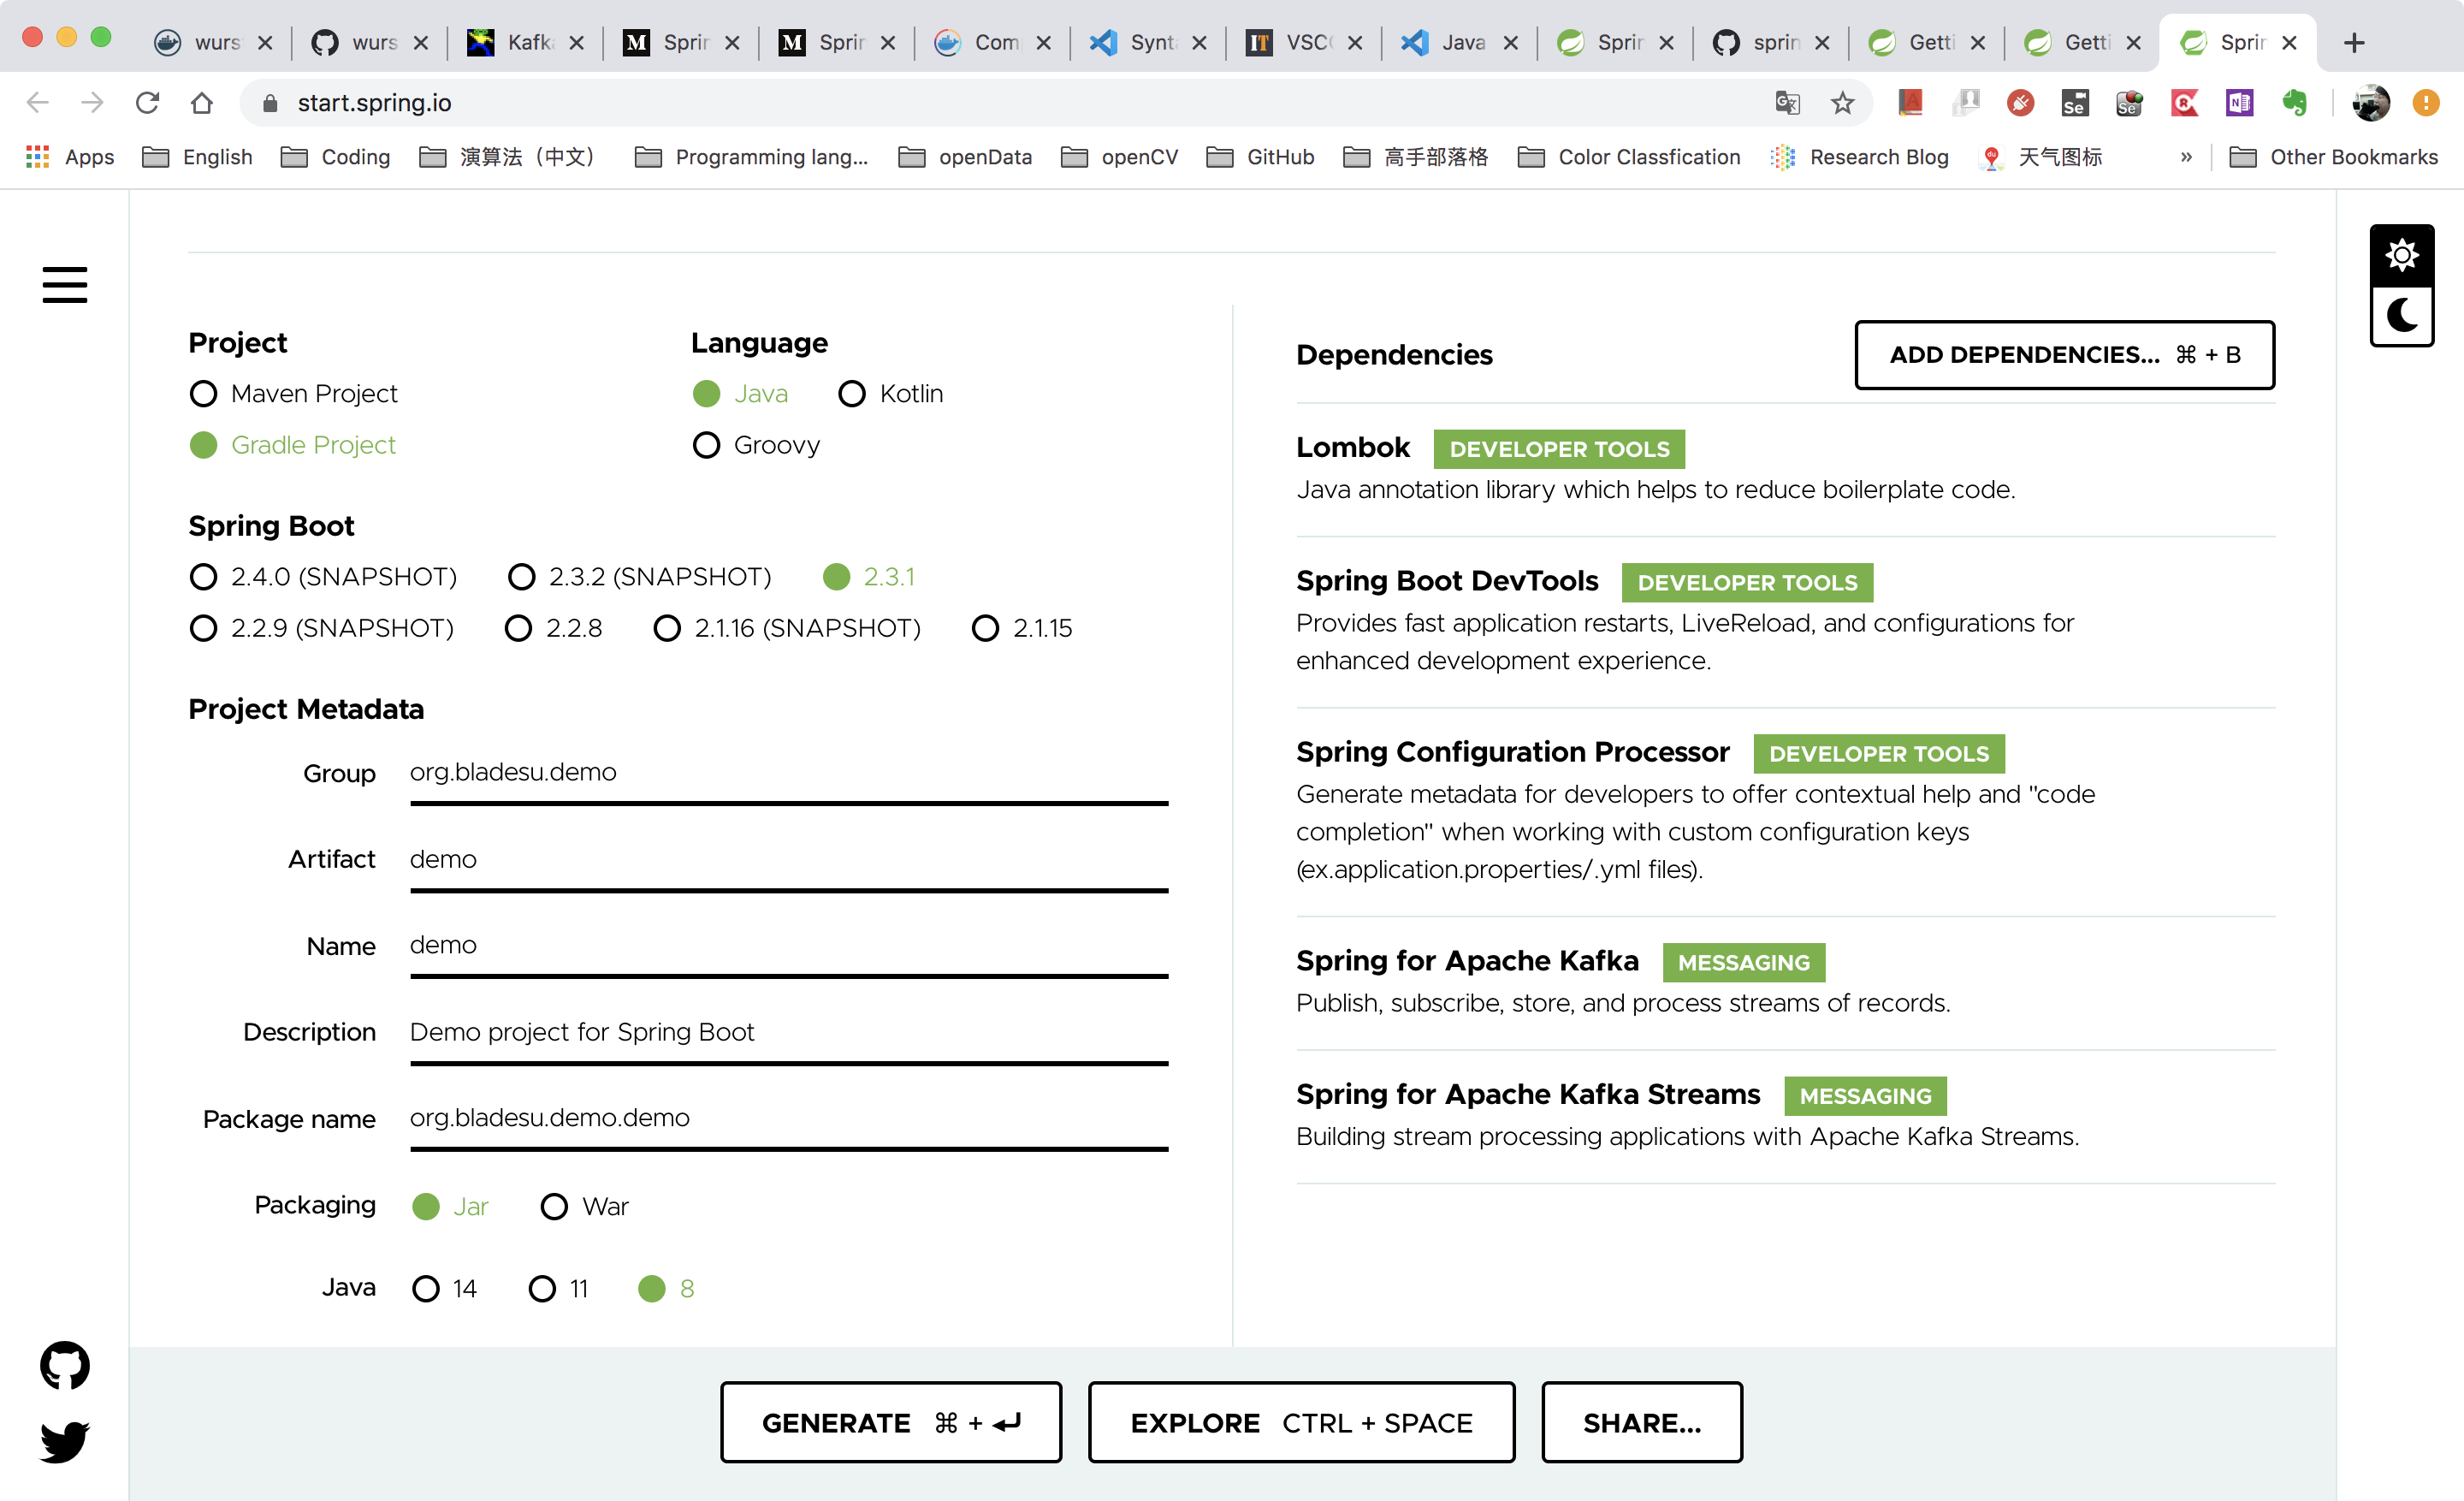 wurs
wurs
Kafk
Sprin
Sprin
Com
Synta
VSC
Java
Sprin
sprin
Getti
Getti
Sprin
start.spring.io
Apps
English
Coding
演算法（中文）
Programming lang...
openData
openCV
GitHub
高手部落格
Color Classfication
Research Blog
天气图标
»
Other Bookmarks
Project
Maven Project
Gradle Project
Language
Java Kotlin
Groovy
Spring Boot
2.4.0 (SNAPSHOT) 2.3.2 (SNAPSHOT) 2.3.1
2.2.9 (SNAPSHOT) 2.2.8 2.1.16 (SNAPSHOT) 2.1.15
Project Metadata
Group org.bladesu.demo
Artifact demo
Name demo
Description Demo project for Spring Boot
Package name org.bladesu.demo.demo
Packaging Jar War
Java 14 11 8
Dependencies
ADD DEPENDENCIES... ⌘ + B
Lombok DEVELOPER TOOLS
Java annotation library which helps to reduce boilerplate code.
Spring Boot DevTools DEVELOPER TOOLS
Provides fast application restarts, LiveReload, and configurations for
enhanced development experience.
Spring Configuration Processor DEVELOPER TOOLS
Generate metadata for developers to offer contextual help and "code
completion" when working with custom configuration keys
(ex.application.properties/.yml files).
Spring for Apache Kafka MESSAGING
Publish, subscribe, store, and process streams of records.
Spring for Apache Kafka Streams MESSAGING
Building stream processing applications with Apache Kafka Streams.
GENERATE ⌘ + ↵
EXPLORE CTRL + SPACE
SHARE...